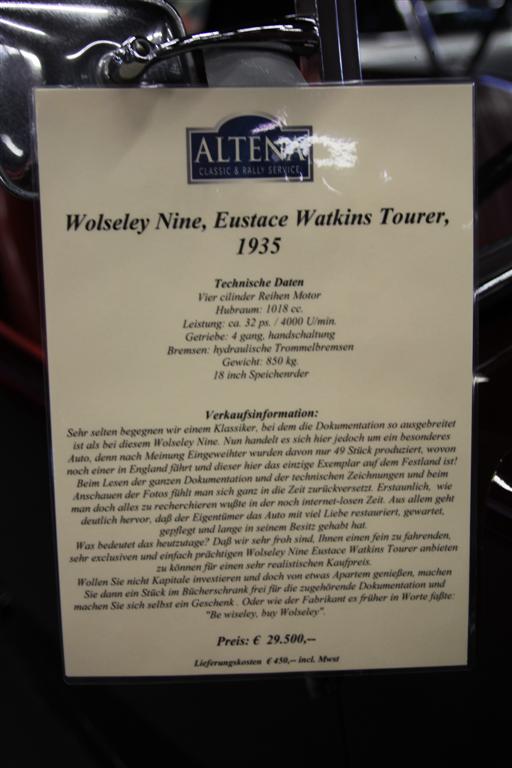 ALTENA
CLASSIC & RALLY SERVICE
Wolseley Nine, Eustace Watkins Tourer,
1935
Technische Daten
Vier cilinder Reihen Motor
Hubraum: 1018 cc.
Leistung: ca. 32 ps. / 4000 U/min.
Getriebe: 4 gang, handschaltung
Bremsen: hydraulische Trommelbremsen
Gewicht: 850 kg.
18 inch Speichenrder
Verkaufsinformation:
Sehr selten begegnen wir einem Klassiker, bei dem die Dokumentation so ausgebreitet
ist als bei diesem Wolseley Nine. Nun handelt es sich hier jedoch um ein besonderes
Auto, denn nach Meinung Eingeweihter wurden davon nur 49 Stück produziert, wovon
noch einer in England fährt und dieser hier das einzige Exemplar auf dem Festland ist!
Beim Lesen der ganzen Dokumentation und der technischen Zeichnungen und beim
Anschauen der Fotos fühlt man sich ganz in die Zeit zurückversetzt. Erstaunlich, wie
man doch alles zu recherchieren wußte in der noch internet-losen Zeit. Aus allem geht
deutlich hervor, daß der Eigentümer das Auto mit viel Liebe restauriert, gewartet,
gepflegt und lange in seinem Besitz gehabt hat.
Was bedeutet das heutzutage? Daß wir sehr froh sind, Ihnen einen fein zu fahrenden,
sehr exclusiven und einfach prächtigen Wolseley Nine Eustace Watkins Tourer anbieten
zu können für einen sehr realistischen Kaufpreis.
Wollen Sie nicht Kapitale investieren und doch von etwas Apartem genießen, machen
Sie dann ein Stück im Bücherschrank frei für die zugehörende Dokumentation und
machen Sie sich selbst ein Geschenk . Oder wie der Fabrikant es früher in Worte faßte:
"Be wiseley, buy Wolseley".
Preis: € 29.500,--
Lieferungskosten € 450,-- incl. Mwst